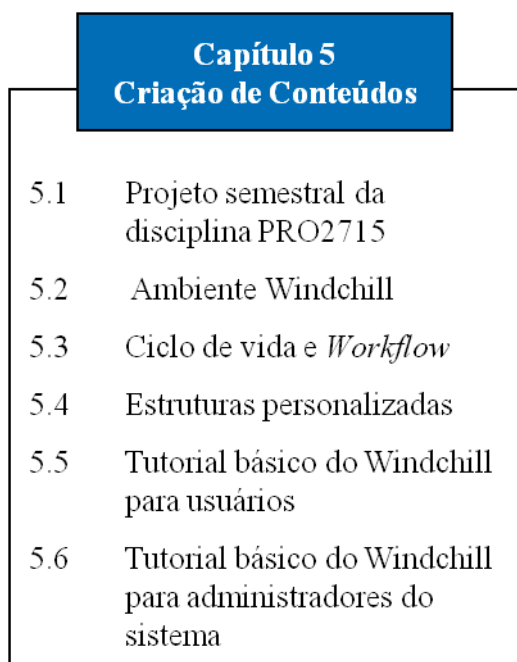 Capítulo 5
Criação de Conteúdos
5.1 Projeto semestral da
disciplina PRO2715
5.2 Ambiente Windchill
5.3 Ciclo de vida e Workflow
5.4 Estruturas personalizadas
5.5 Tutorial básico do Windchill
para usuários
5.6 Tutorial básico do Windchill
para administradores do
sistema